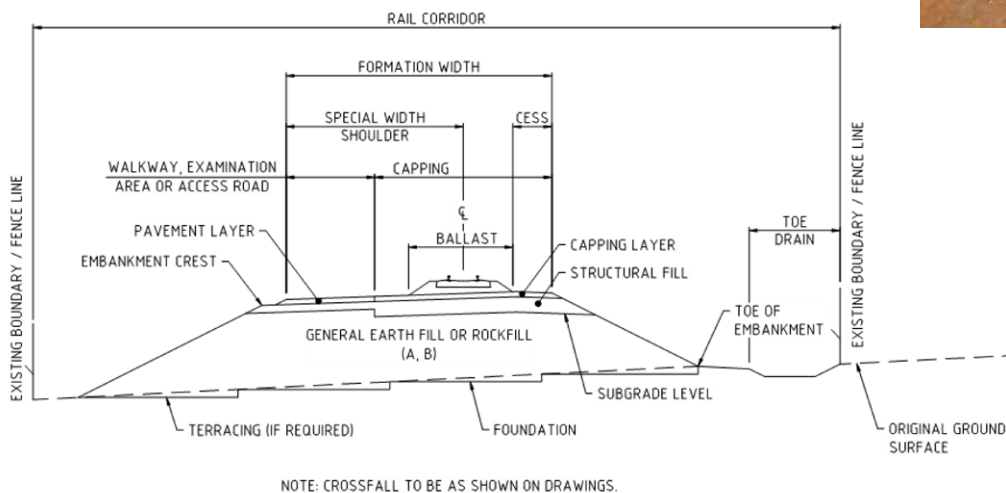 RAIL CORRIDOR
FORMATION WIDTH
SPECIAL WIDTH
SHOULDER
CESS
WALKWAY, EXAMINATION
AREA OR ACCESS ROAD
CAPPING
EXISTING BOUNDARY / FENCE LINE
EXISTING BOUNDARY / FENCE LINE
℄
PAVEMENT LAYER
BALLAST
TOE
DRAIN
EMBANKMENT CREST
CAPPING LAYER
STRUCTURAL FILL
GENERAL EARTH FILL OR ROCKFILL
(A, B)
TOE OF
EMBANKMENT
SUBGRADE LEVEL
TERRACING (IF REQUIRED)
FOUNDATION
ORIGINAL GROUND
SURFACE
NOTE: CROSSFALL TO BE AS SHOWN ON DRAWINGS.